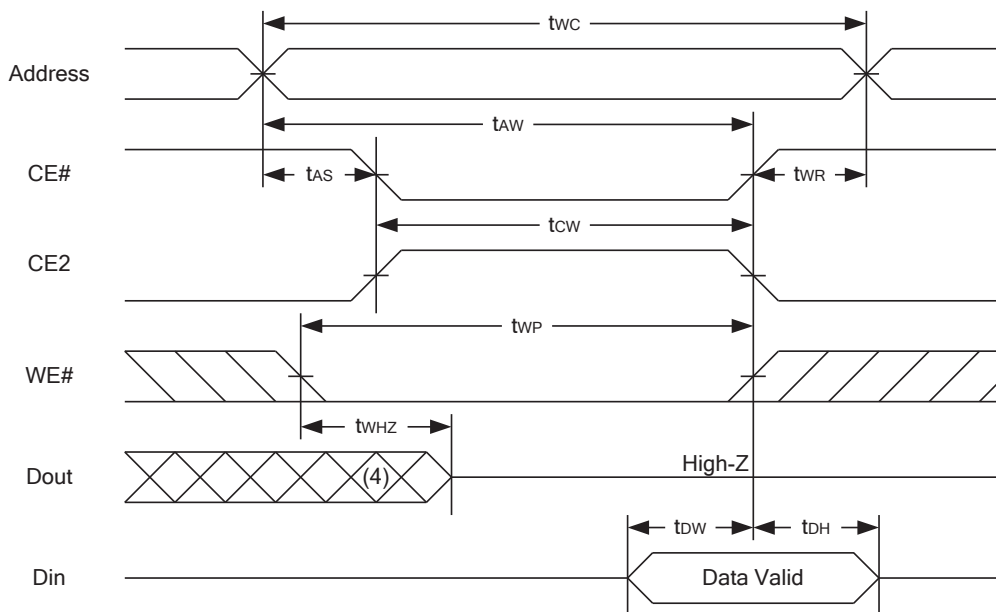 tWC
Address
tAW
CE#
tAS
tWR
tCW
CE2
tWP
WE#
tWHZ
Dout
(4)
High-Z
tDW
tDH
Din
Data Valid